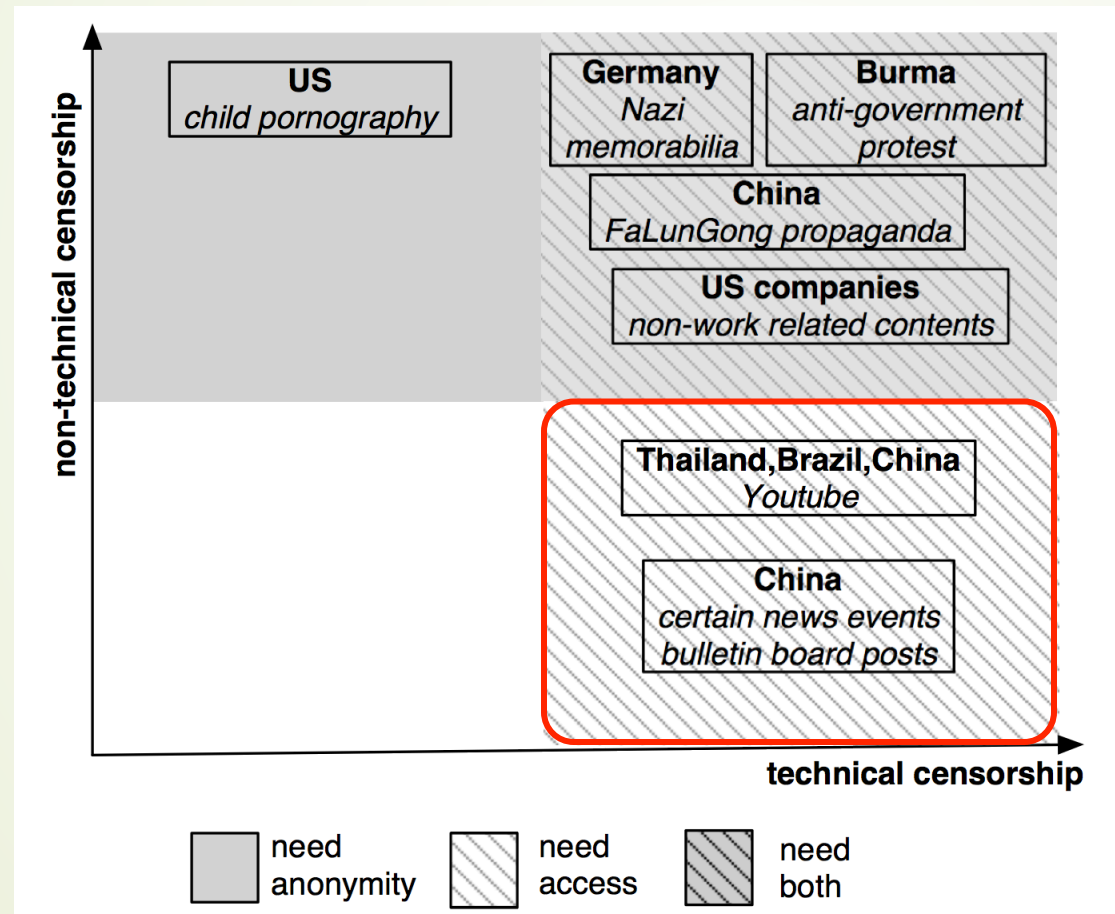 non-technical censorship
US
child pornography
Germany
Nazi
memorabilia
Burma
anti-government
protest
China
FaLunGong propaganda
US companies
non-work related contents
Thailand,Brazil,China
Youtube
China
certain news events
bulletin board posts
technical censorship
need
anonymity
need
access
need
both